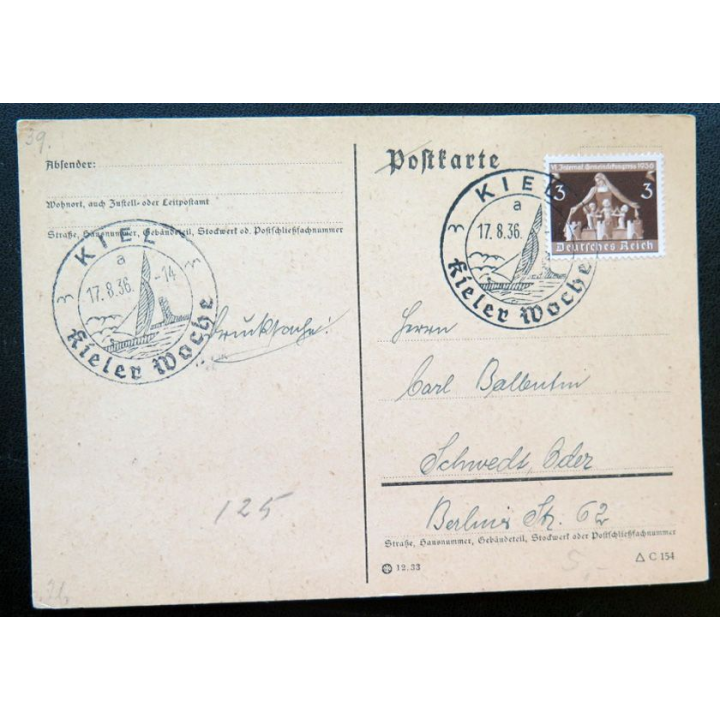 39.
Absender:
Wohnort, auch Zustell- oder Leitpostamt
Straße, Hausnummer, Gebäudeteil, Stockwerk od. Postschließfachnummer
KIEL
a
17.8.36.-14
Kieler Woche
Drucksache!
125
Postkarte
KIEL
a
17.8.36.
Kieler Woche
3 3
Deutsches Reich
Herrn
Carl Ballentin
Schwedt, Oder
Berliner Str. 62
Straße, Hausnummer, Gebäudeteil, Stockwerk oder Postschließfachnummer
12.33
C 154